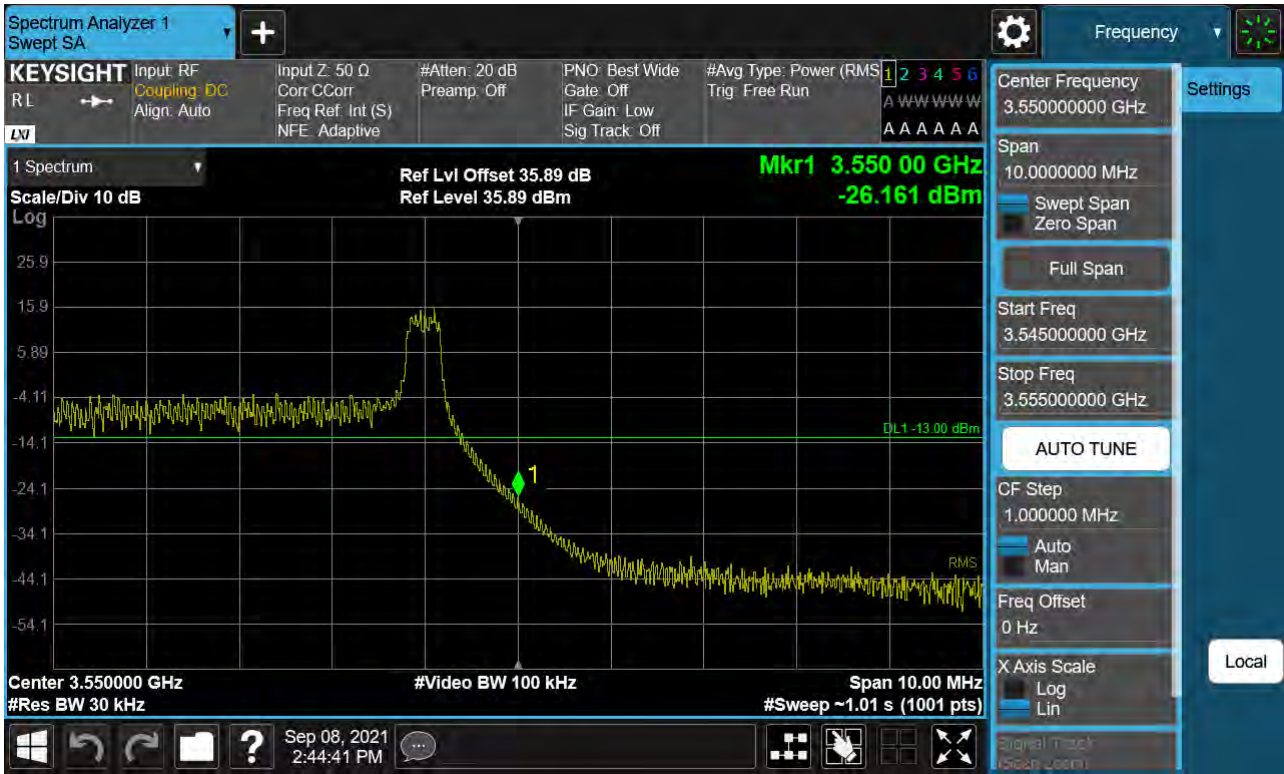 Spectrum Analyzer 1
Swept SA
Frequency
KEYSIGHT
RL
LXI
Input: RF
Coupling: DC
Align: Auto
Input Z: 50 Ω
Corr CCorr
Freq Ref: Int (S)
NFE: Adaptive
#Atten: 20 dB
Preamp: Off
PNO: Best Wide
Gate: Off
IF Gain: Low
Sig Track: Off
#Avg Type: Power (RMS
Trig: Free Run
1 2 3 4 5 6
A W W W W W
A A A A A A
1 Spectrum
Scale/Div 10 dB
Log
Ref Lvl Offset 35.89 dB
Ref Level 35.89 dBm
Mkr1 3.550 00 GHz
-26.161 dBm
25.9
15.9
5.89
-4.11
-14.1
-24.1
-34.1
-44.1
-54.1
DL1 -13.00 dBm
1
RMS
Center 3.550000 GHz
#Res BW 30 kHz
#Video BW 100 kHz
Span 10.00 MHz
#Sweep ~1.01 s (1001 pts)
Sep 08, 2021
2:44:41 PM
Center Frequency
3.550000000 GHz
Span
10.0000000 MHz
Swept Span
Zero Span
Full Span
Start Freq
3.545000000 GHz
Stop Freq
3.555000000 GHz
AUTO TUNE
CF Step
1.000000 MHz
Auto
Man
Freq Offset
0 Hz
X Axis Scale
Log
Lin
Signal Track
(Span Zoom)
Settings
Local